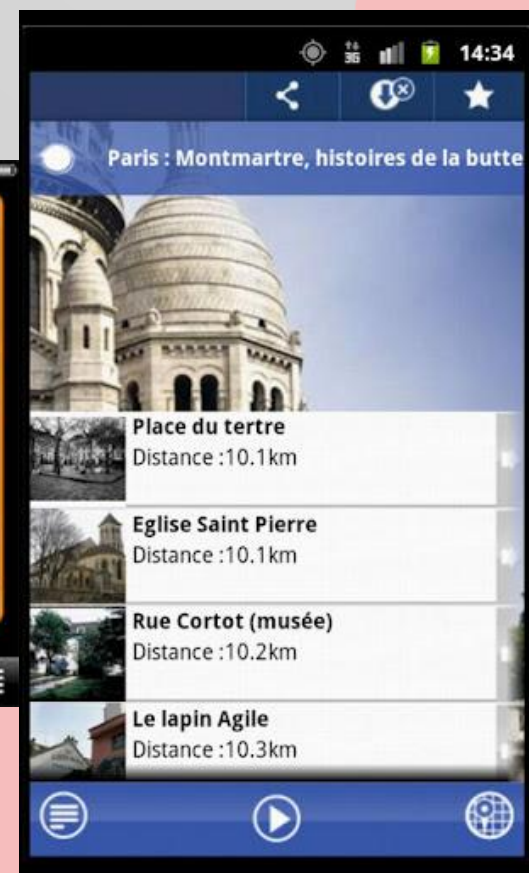 3G 14:34
Paris : Montmartre, histoires de la butte
Place du tertre
Distance :10.1km
Eglise Saint Pierre
Distance :10.1km
Rue Cortot (musée)
Distance :10.2km
Le lapin Agile
Distance :10.3km